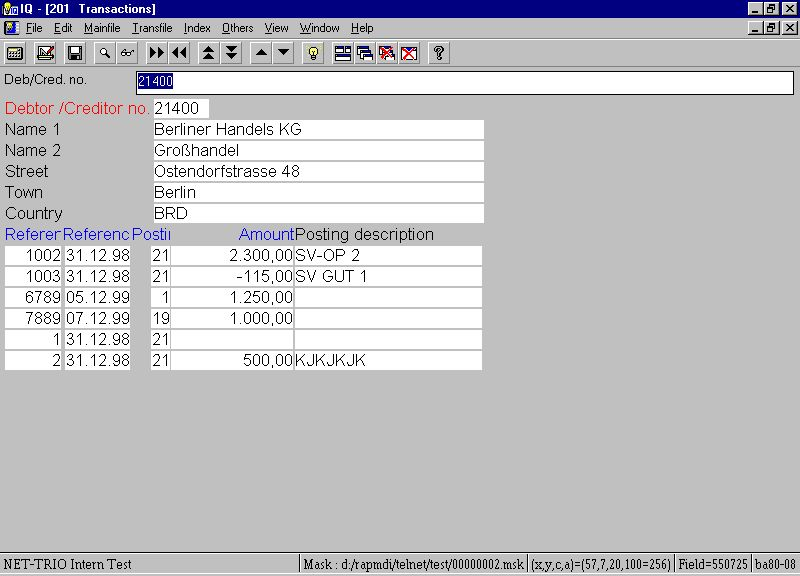 IQ - [201 Transactions]
File Edit Mainfile Transfile Index Others View Window Help
Deb/Cred. no. 21400
Debtor /Creditor no. 21400
Name 1 Berliner Handels KG
Name 2 Großhandel
Street Ostendorfstrasse 48
Town Berlin
Country BRD
Referer Referenc Postin Amount Posting description
1002 31.12.98 21 2.300,00 SV-OP 2
1003 31.12.98 21 -115,00 SV GUT 1
6789 05.12.99 1 1.250,00
7889 07.12.99 19 1.000,00
1 31.12.98 21
2 31.12.98 21 500,00 KJKJKJK
NET-TRIO Intern Test Mask : d:/rapmdi/telnet/test/00000002.msk (x,y,c,a)=(57,7,20,100=256) Field=550725 ba80-08